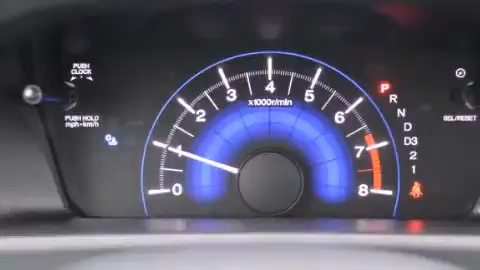 PUSH
CLOCK
PUSH HOLD
mph↔km/h
x1000r/min
0
1
2
3
4
5
6
7
8
P
R
N
D
D3
2
1
SEL/RESET